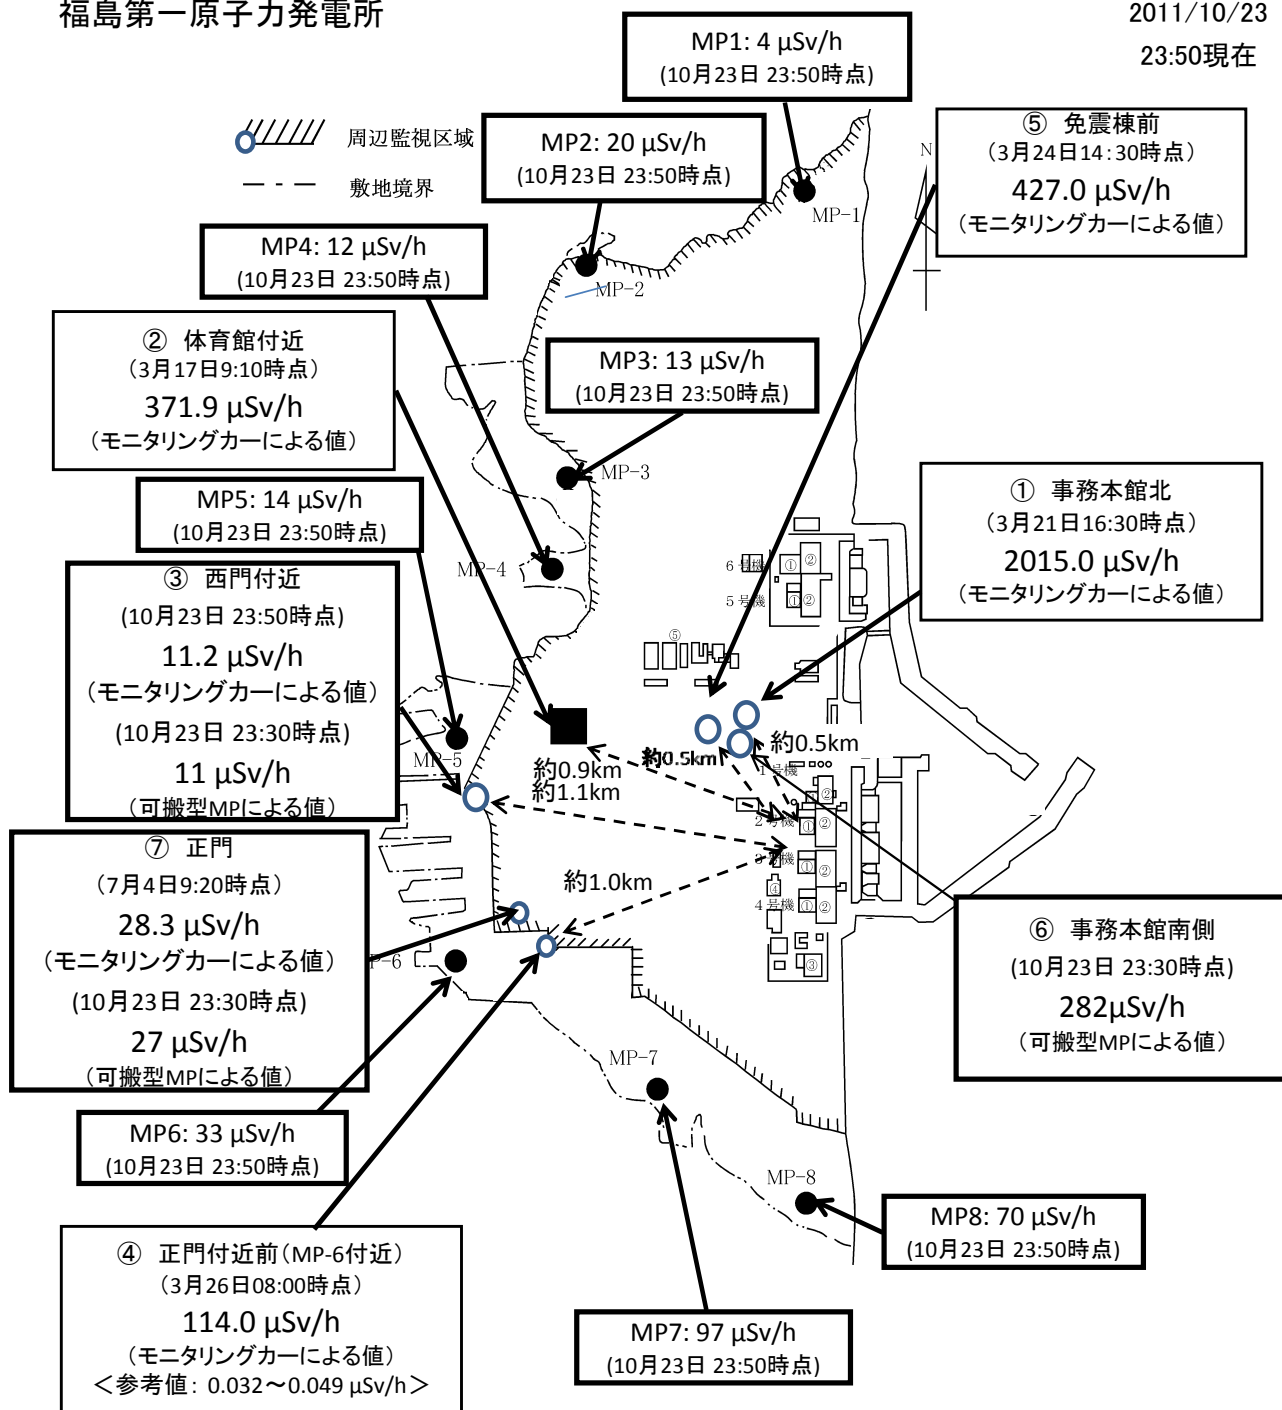 福島第一原子力発電所
2011/10/23
23:50現在
MP1: 4 μSv/h
(10月23日 23:50時点)
周辺監視区域
敷地境界
MP2: 20 μSv/h
(10月23日 23:50時点)
⑤ 免震棟前
(3月24日14:30時点)
427.0 μSv/h
(モニタリングカーによる値)
N
MP-1
MP4: 12 μSv/h
(10月23日 23:50時点)
MP-2
② 体育館付近
(3月17日9:10時点)
371.9 μSv/h
(モニタリングカーによる値)
MP3: 13 μSv/h
(10月23日 23:50時点)
MP-3
MP5: 14 μSv/h
(10月23日 23:50時点)
① 事務本館北
(3月21日16:30時点)
2015.0 μSv/h
(モニタリングカーによる値)
MP-4
6号機 ① ②
5号機 ① ②
③ 西門付近
(10月23日 23:50時点)
11.2 μSv/h
(モニタリングカーによる値)
(10月23日 23:30時点)
11 μSv/h
(可搬型MPによる値)
⑤
MP-5
約0.9km
約1.1km
約0.5km
約0.5km
1号機 ②
2号機 ① ②
3号機 ① ②
④
4号機 ① ②
③
約1.0km
⑦ 正門
(7月4日9:20時点)
28.3 μSv/h
(モニタリングカーによる値)
(10月23日 23:30時点)
27 μSv/h
(可搬型MPによる値)
P-6
⑥ 事務本館南側
(10月23日 23:30時点)
282μSv/h
(可搬型MPによる値)
MP-7
MP6: 33 μSv/h
(10月23日 23:50時点)
MP-8
④ 正門付近前(MP-6付近)
(3月26日08:00時点)
114.0 μSv/h
(モニタリングカーによる値)
<参考値: 0.032～0.049 μSv/h>
MP8: 70 μSv/h
(10月23日 23:50時点)
MP7: 97 μSv/h
(10月23日 23:50時点)